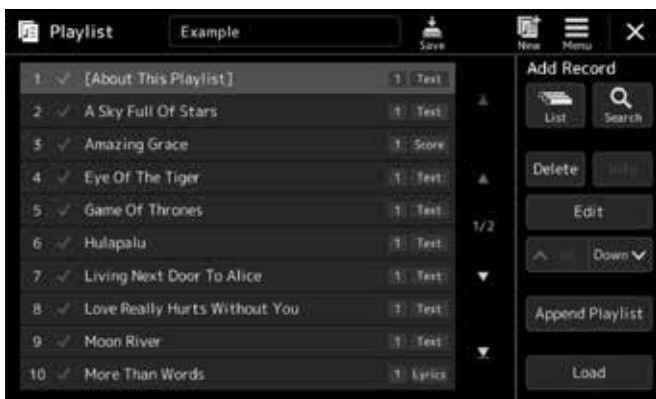 Playlist
Example
Save
New
Menu
1 [About This Playlist] 1 Text
2 A Sky Full Of Stars 1 Text
3 Amazing Grace 1 Score
4 Eye Of The Tiger 1 Text
5 Game Of Thrones 1 Text
6 Hulapalu 1 Text
7 Living Next Door To Alice 1 Text
8 Love Really Hurts Without You 1 Text
9 Moon River 1 Text
10 More Than Words 1 Lyrics
1/2
Add Record
List
Search
Delete
Edit
Down
Append Playlist
Load